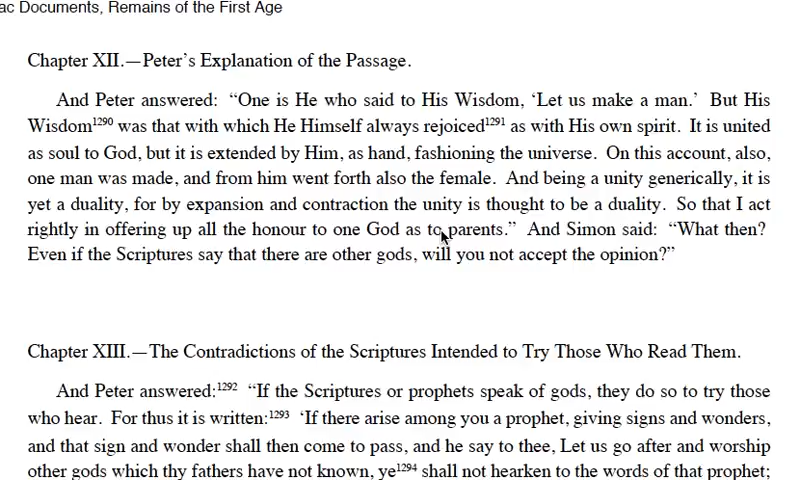 ac Documents, Remains of the First Age
Chapter XII.—Peter's Explanation of the Passage.
And Peter answered: “One is He who said to His Wisdom, ‘Let us make a man.’ But His
Wisdom1290 was that with which He Himself always rejoiced1291 as with His own spirit. It is united
as soul to God, but it is extended by Him, as hand, fashioning the universe. On this account, also,
one man was made, and from him went forth also the female. And being a unity generically, it is
yet a duality, for by expansion and contraction the unity is thought to be a duality. So that I act
rightly in offering up all the honour to one God as to parents.” And Simon said: “What then?
Even if the Scriptures say that there are other gods, will you not accept the opinion?”
Chapter XIII.—The Contradictions of the Scriptures Intended to Try Those Who Read Them.
And Peter answered:1292 “If the Scriptures or prophets speak of gods, they do so to try those
who hear. For thus it is written:1293 ‘If there arise among you a prophet, giving signs and wonders,
and that sign and wonder shall then come to pass, and he say to thee, Let us go after and worship
other gods which thy fathers have not known, ye1294 shall not hearken to the words of that prophet;